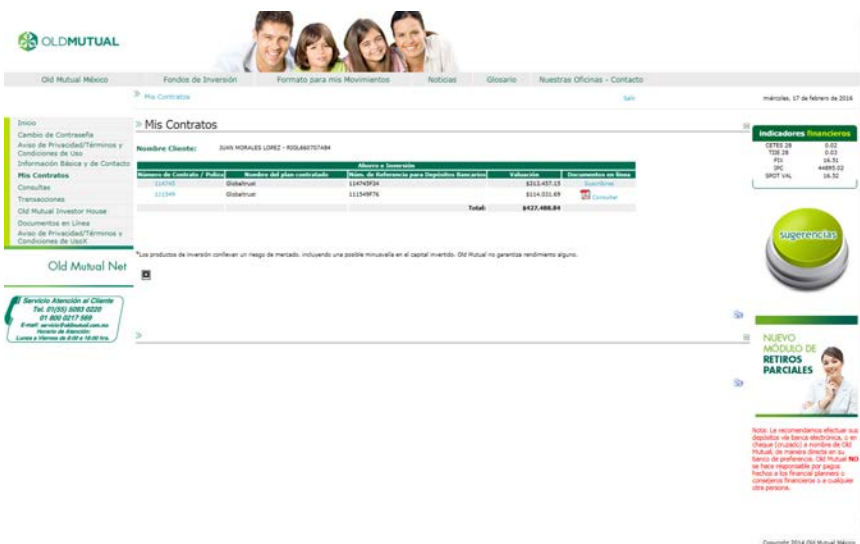 OLDMUTUAL
Old Mutual México
Fondos de Inversión
Formato para mis Movimientos
Noticias
Glosario
Nuestras Oficinas - Contacto
» Mis Contratos
Salir
miércoles, 17 de febrero de 2016
Inicio
Cambio de Contraseña
Aviso de Privacidad/Términos y
Condiciones de Uso
Información Básica y de Contacto
Mis Contratos
Consultas
Transacciones
Old Mutual Investor House
Documentos en Línea
Aviso de Privacidad/Términos y
Condiciones de UsoX
Old Mutual Net
Servicio Atención al Cliente
Tel. 01(55) 5093 0220
01 800 0217 569
E-mail: servicio@oldmutual.com.mx
Horario de Atención:
Lunes a Viernes de 8:00 a 18:00 hrs.
» Mis Contratos
Nombre Cliente: JUAN MORALES LOPEZ
Ahorro e Inversión
Número de Contrato / Poliza Nombre del plan contratado Núm. de Referencia para Depósitos Bancarios Valuación Documentos en línea
114745 Globaltrust 114745F34 $313,457.15 Suscribirse
111549 Globaltrust 111549F76 $114,031.69 Consultar
Total: $427,488.84
*Los productos de inversión conllevan un riesgo de mercado, incluyendo una posible minusvalía en el capital invertido. Old Mutual no garantiza rendimiento alguno.
»
indicadores financieros
CETES 28 0.02
TIIE 28 0.03
FIX 16.51
IPC 44895.02
SPOT VAL 16.52
sugerencias
NUEVO
MÓDULO DE
RETIROS
PARCIALES
Nota: Le recomendamos efectuar sus
depósitos vía banca electrónica, o en
cheque (cruzado) a nombre de Old
Mutual, de manera directa en su
banco de preferencia. Old Mutual NO
se hace responsable por pagos
hechos a los financial planners o
consejeros financieros o a cualquier
otra persona.
Copyright 2014 Old Mutual México